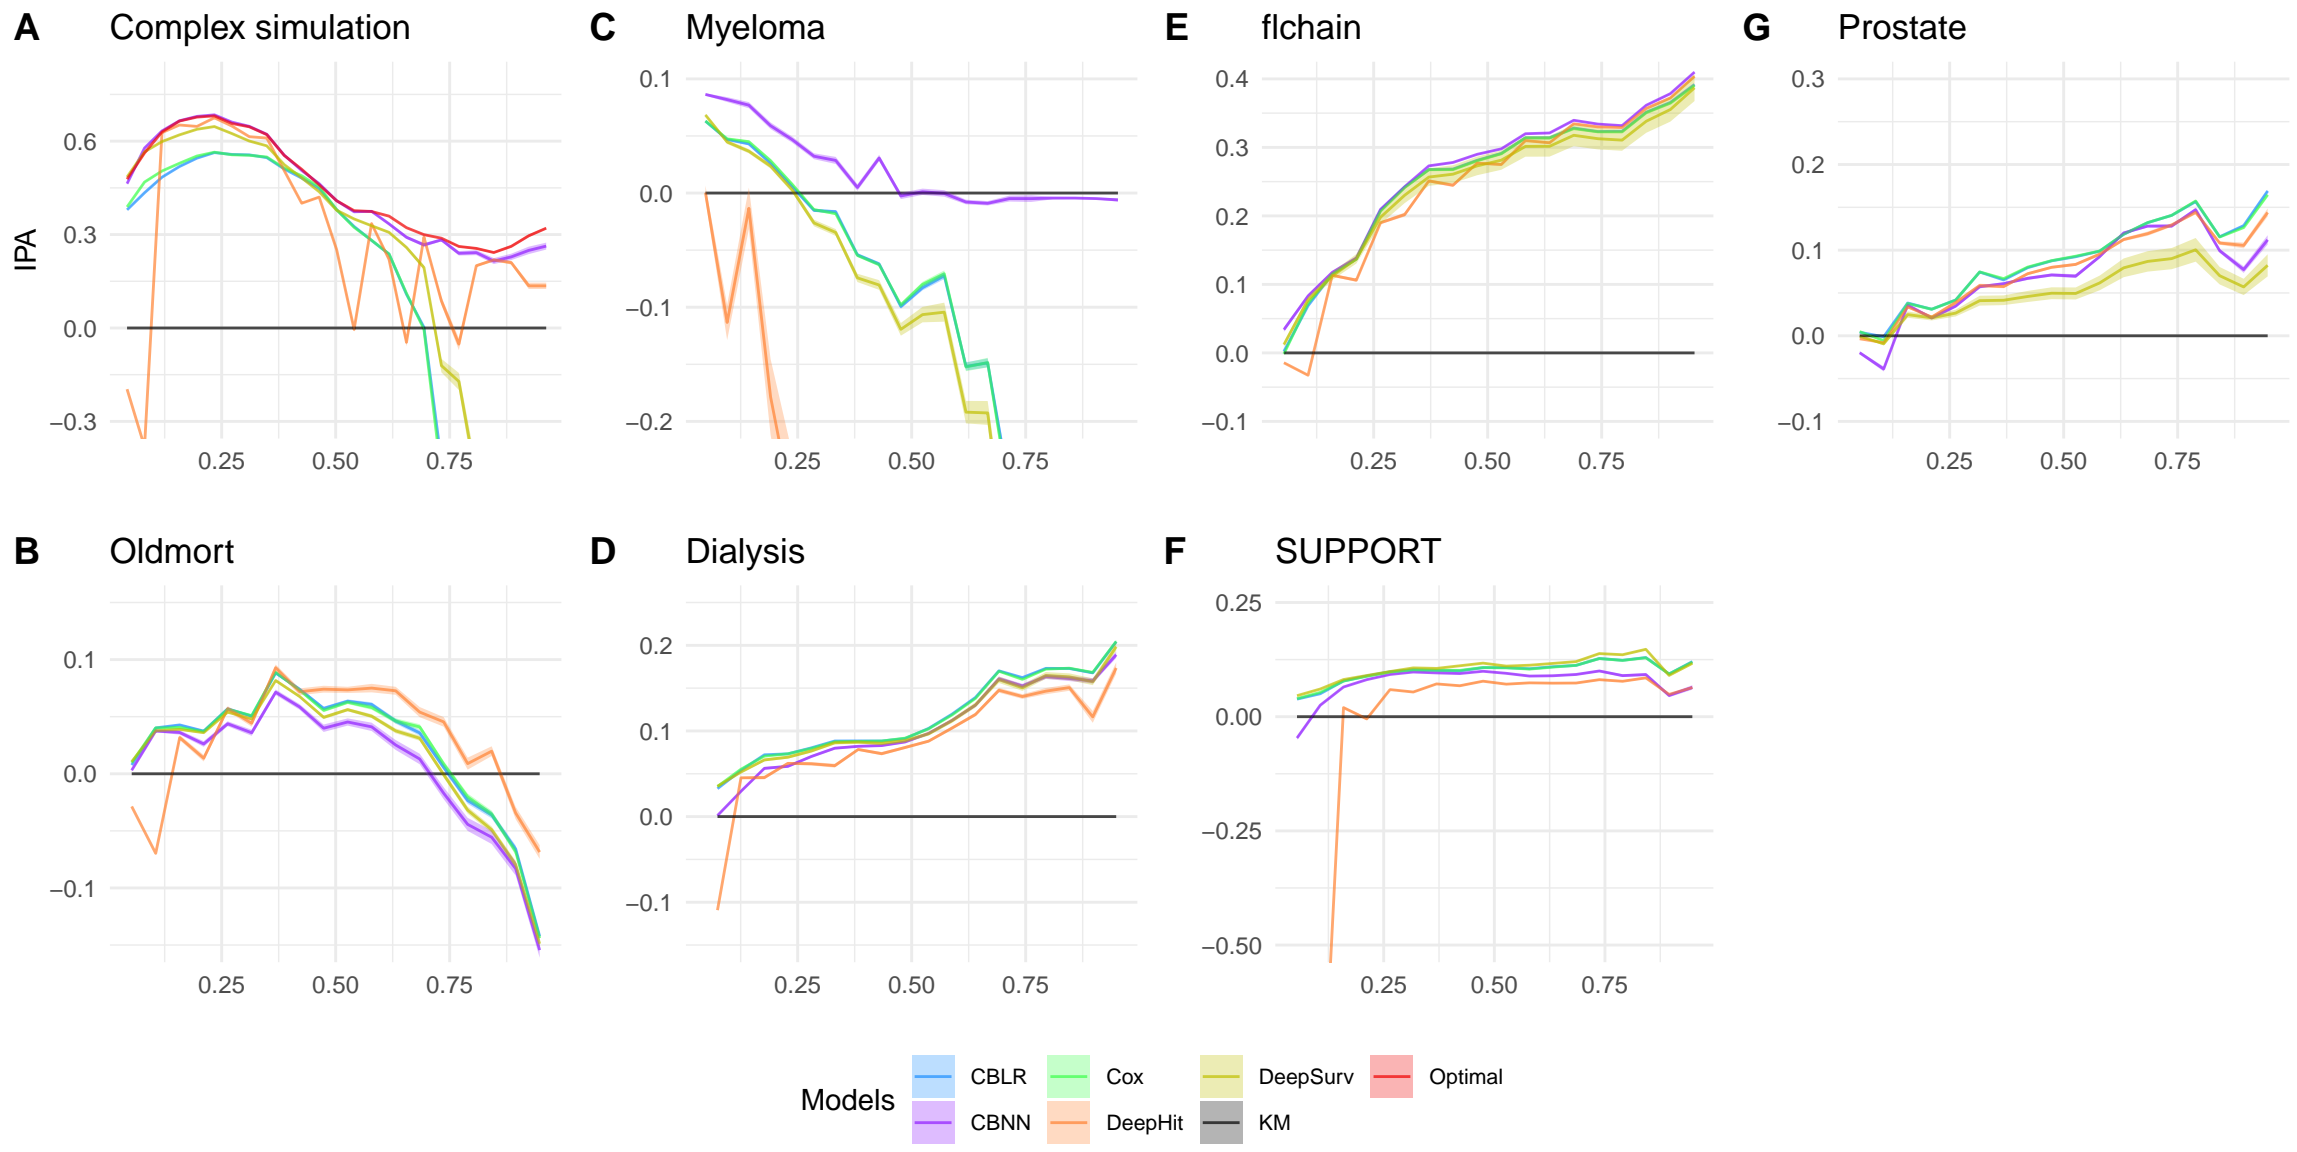 A Complex simulation
C Myeloma
E flchain
G Prostate
IPA
0.6
0.3
0.0
−0.3
0.25 0.50 0.75
0.1
0.0
−0.1
−0.2
0.25 0.50 0.75
0.4
0.3
0.2
0.1
0.0
−0.1
0.25 0.50 0.75
0.3
0.2
0.1
0.0
−0.1
0.25 0.50 0.75
B Oldmort
D Dialysis
F SUPPORT
0.1
0.0
−0.1
0.25 0.50 0.75
0.2
0.1
0.0
−0.1
0.25 0.50 0.75
0.25
0.00
−0.25
−0.50
0.25 0.50 0.75
Models
CBLR Cox DeepSurv Optimal
CBNN DeepHit KM